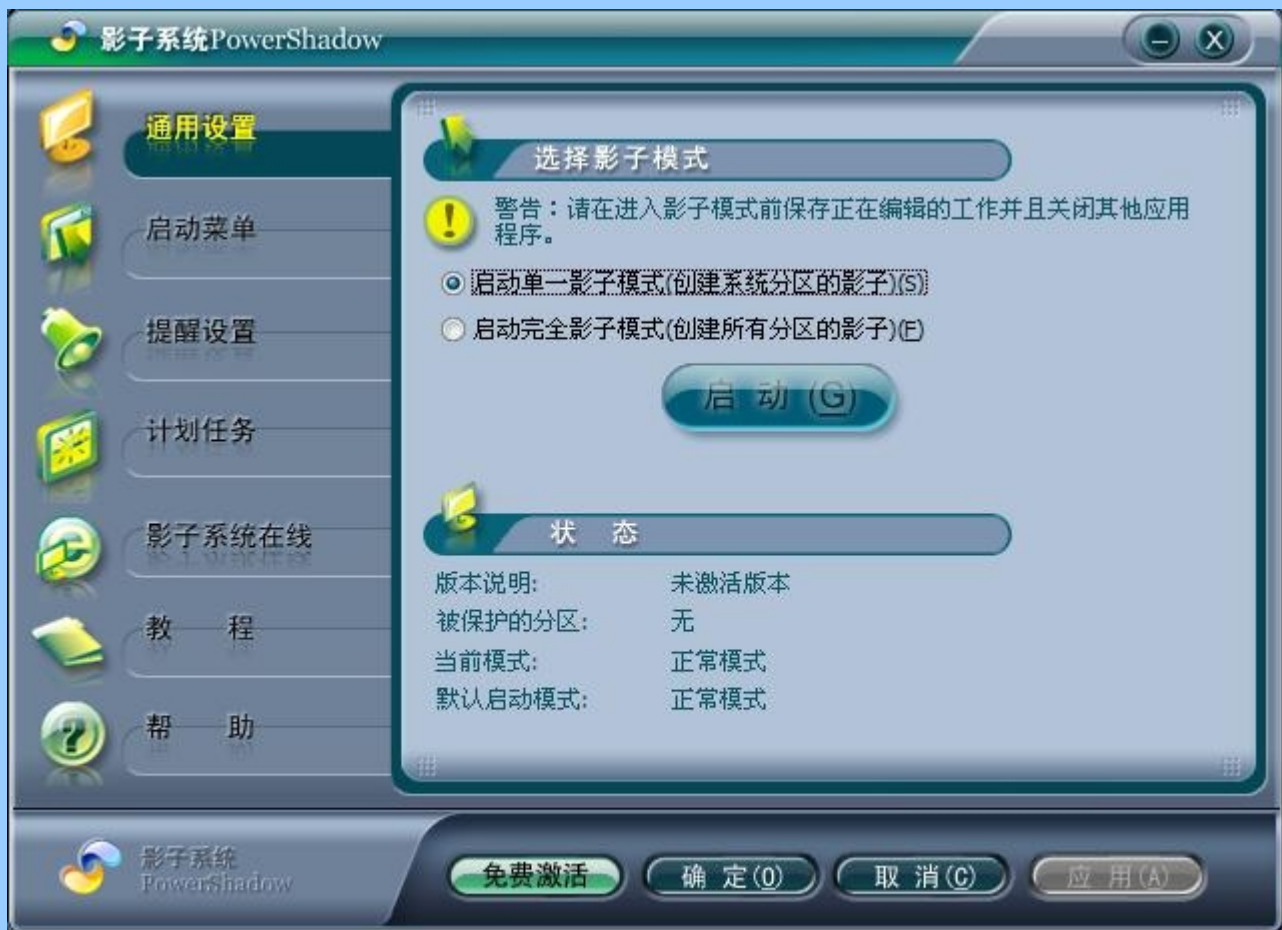 影子系统PowerShadow
通用设置
启动菜单
提醒设置
计划任务
影子系统在线
教 程
帮 助
选择影子模式
警告：请在进入影子模式前保存正在编辑的工作并且关闭其他应用
程序。
启动单一影子模式(创建系统分区的影子)(S)
启动完全影子模式(创建所有分区的影子)(F)
启 动 (G)
状 态
版本说明: 未激活版本
被保护的分区: 无
当前模式: 正常模式
默认启动模式: 正常模式
影子系统
PowerShadow
免费激活 确 定(O) 取 消(C) 应 用(A)